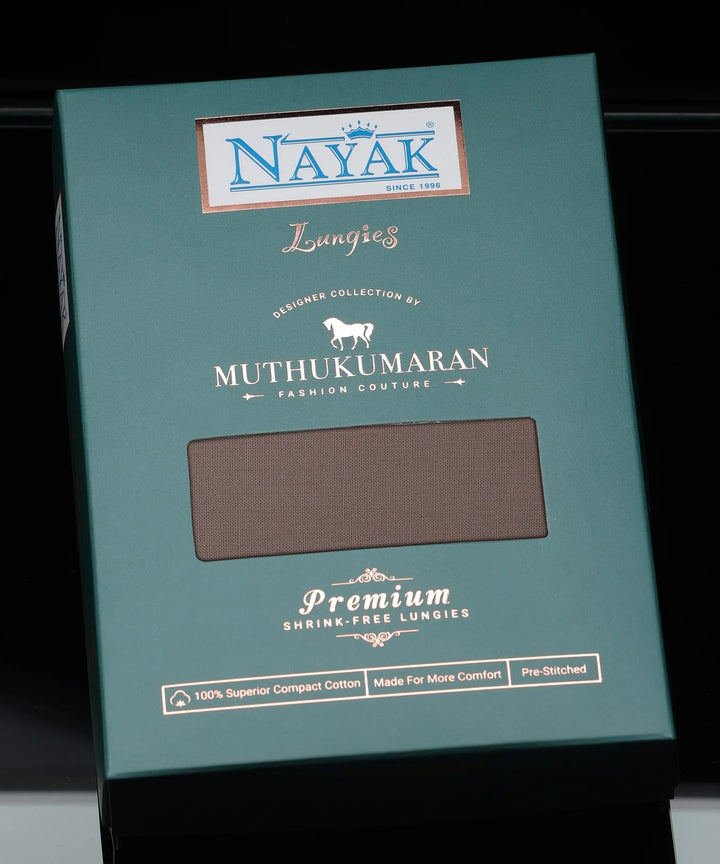 NAYAK®
SINCE 1996
Lungies
DESIGNER COLLECTION BY
MUTHUKUMARAN
FASHION COUTURE
Premium
SHRINK-FREE LUNGIES
100% Superior Compact Cotton
Made For More Comfort
Pre-Stitched